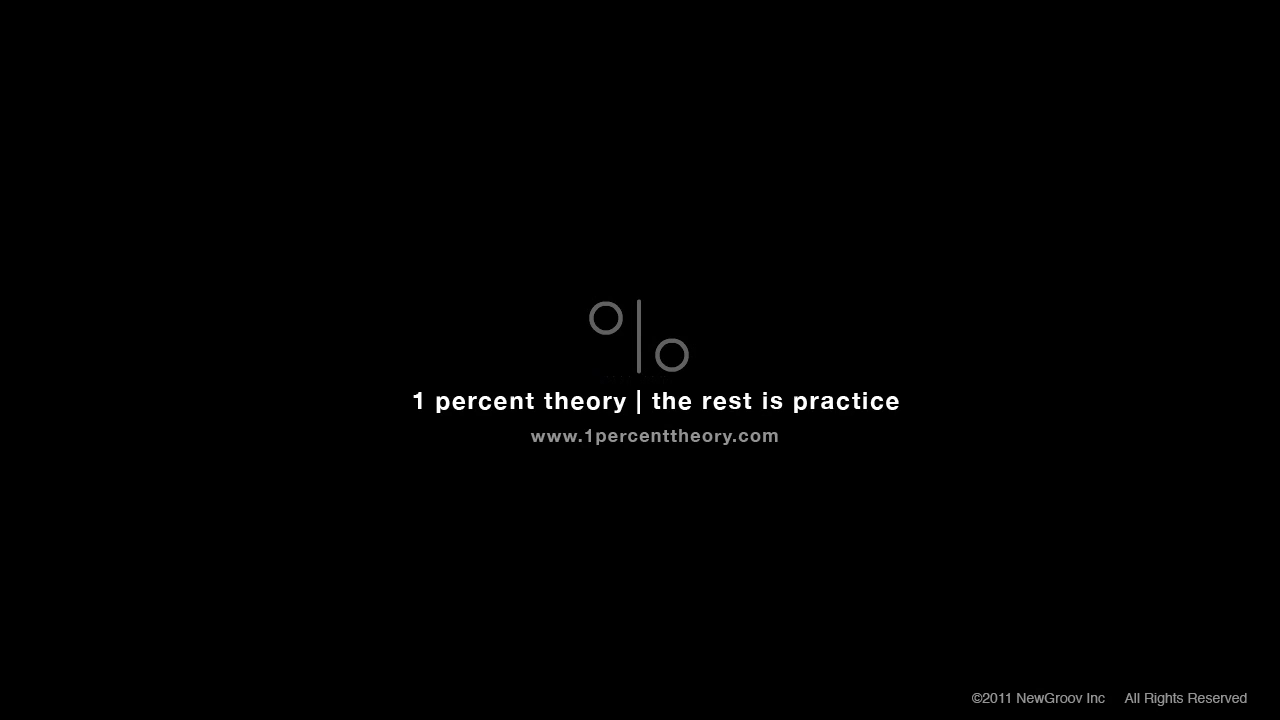 1 percent theory | the rest is practice
www.1percenttheory.com
©2011 NewGroov Inc All Rights Reserved